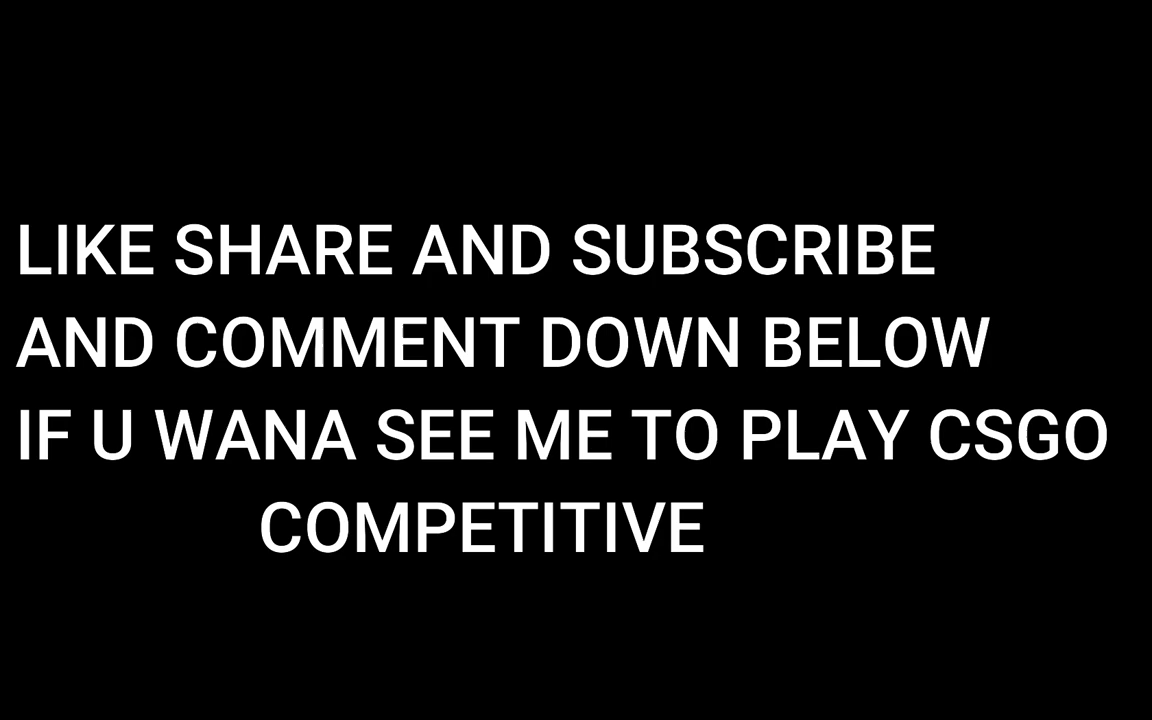 LIKE SHARE AND SUBSCRIBE
AND COMMENT DOWN BELOW
IF U WANA SEE ME TO PLAY CSGO
COMPETITIVE